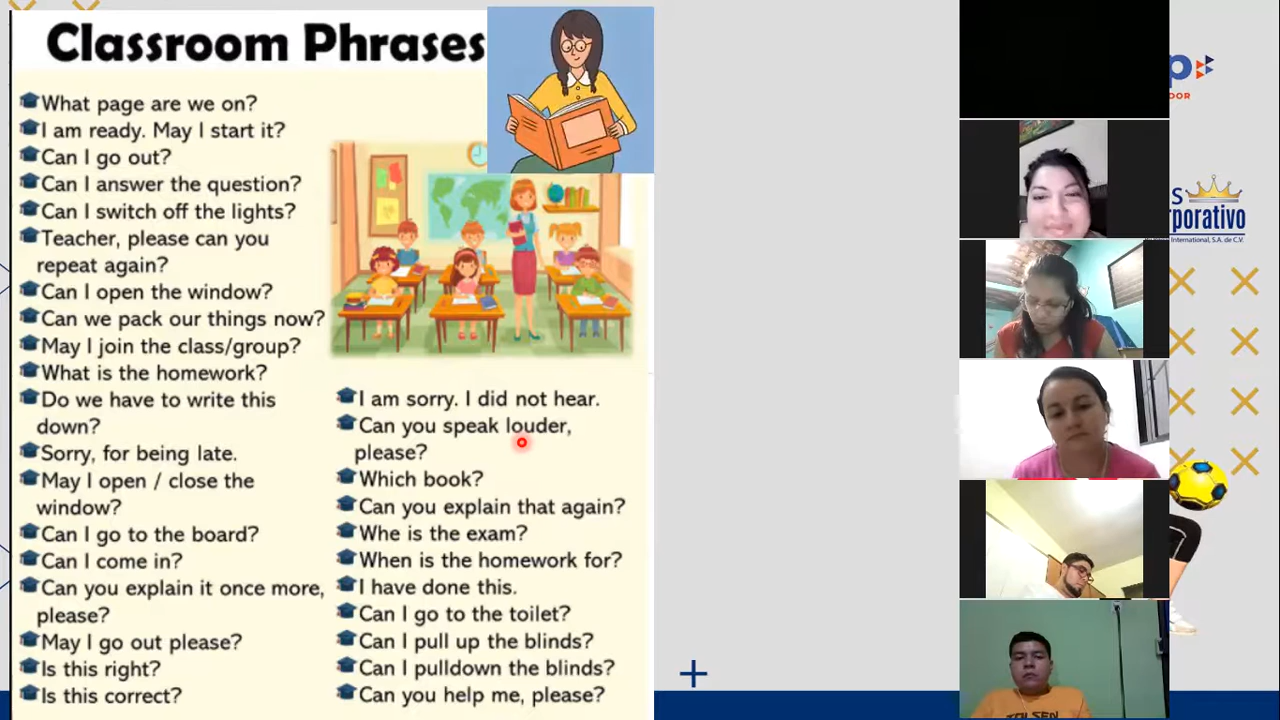 Classroom Phrases
What page are we on?
I am ready. May I start it?
Can I go out?
Can I answer the question?
Can I switch off the lights?
Teacher, please can you
repeat again?
Can I open the window?
Can we pack our things now?
May I join the class/group?
What is the homework?
Do we have to write this
down?
Sorry, for being late.
May I open / close the
window?
Can I go to the board?
Can I come in?
Can you explain it once more,
please?
May I go out please?
Is this right?
Is this correct?
I am sorry. I did not hear.
Can you speak louder,
please?
Which book?
Can you explain that again?
Whe is the exam?
When is the homework for?
I have done this.
Can I go to the toilet?
Can I pull up the blinds?
Can I pulldown the blinds?
Can you help me, please?
p
OOR
S
rporativo
International, S.A. de C.V.